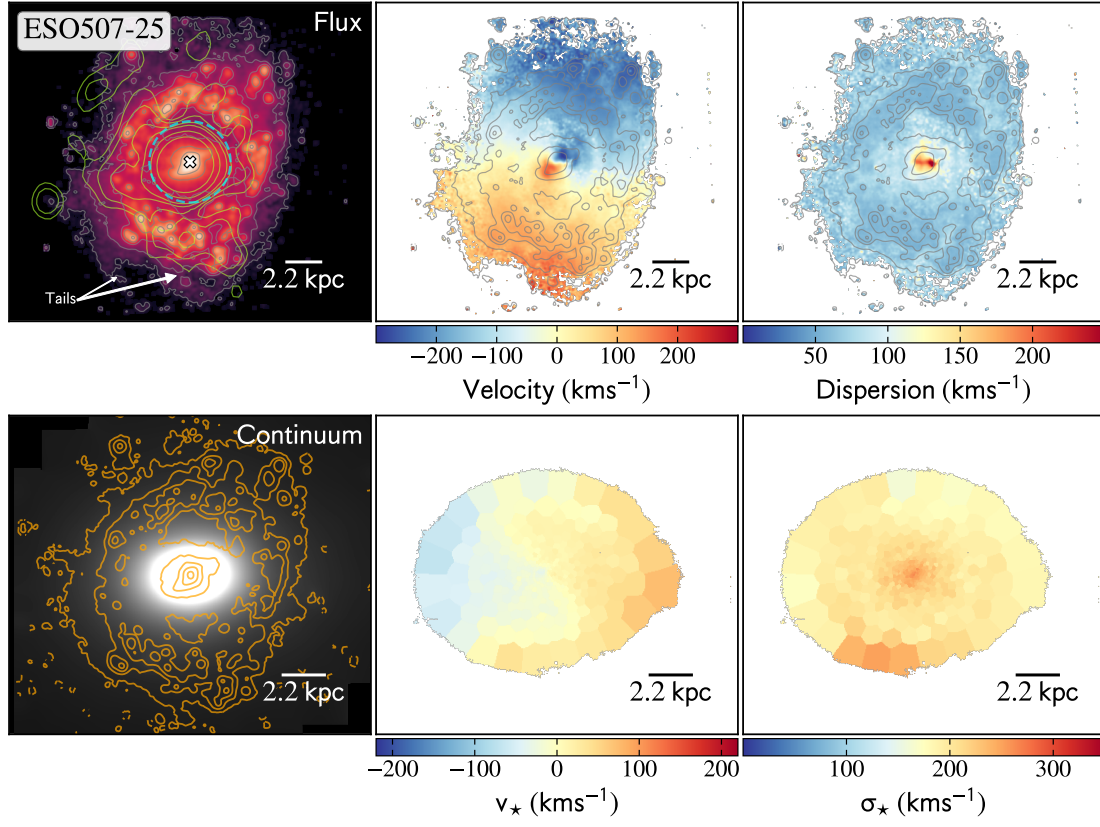 ESO507-25
Flux
Tails
2.2 kpc
2.2 kpc
2.2 kpc
−200 −100 0 100 200
50 100 150 200
Velocity (kms⁻¹)
Dispersion (kms⁻¹)
Continuum
2.2 kpc
2.2 kpc
2.2 kpc
−200 −100 0 100 200
100 200 300
v⋆ (kms⁻¹)
σ⋆ (kms⁻¹)